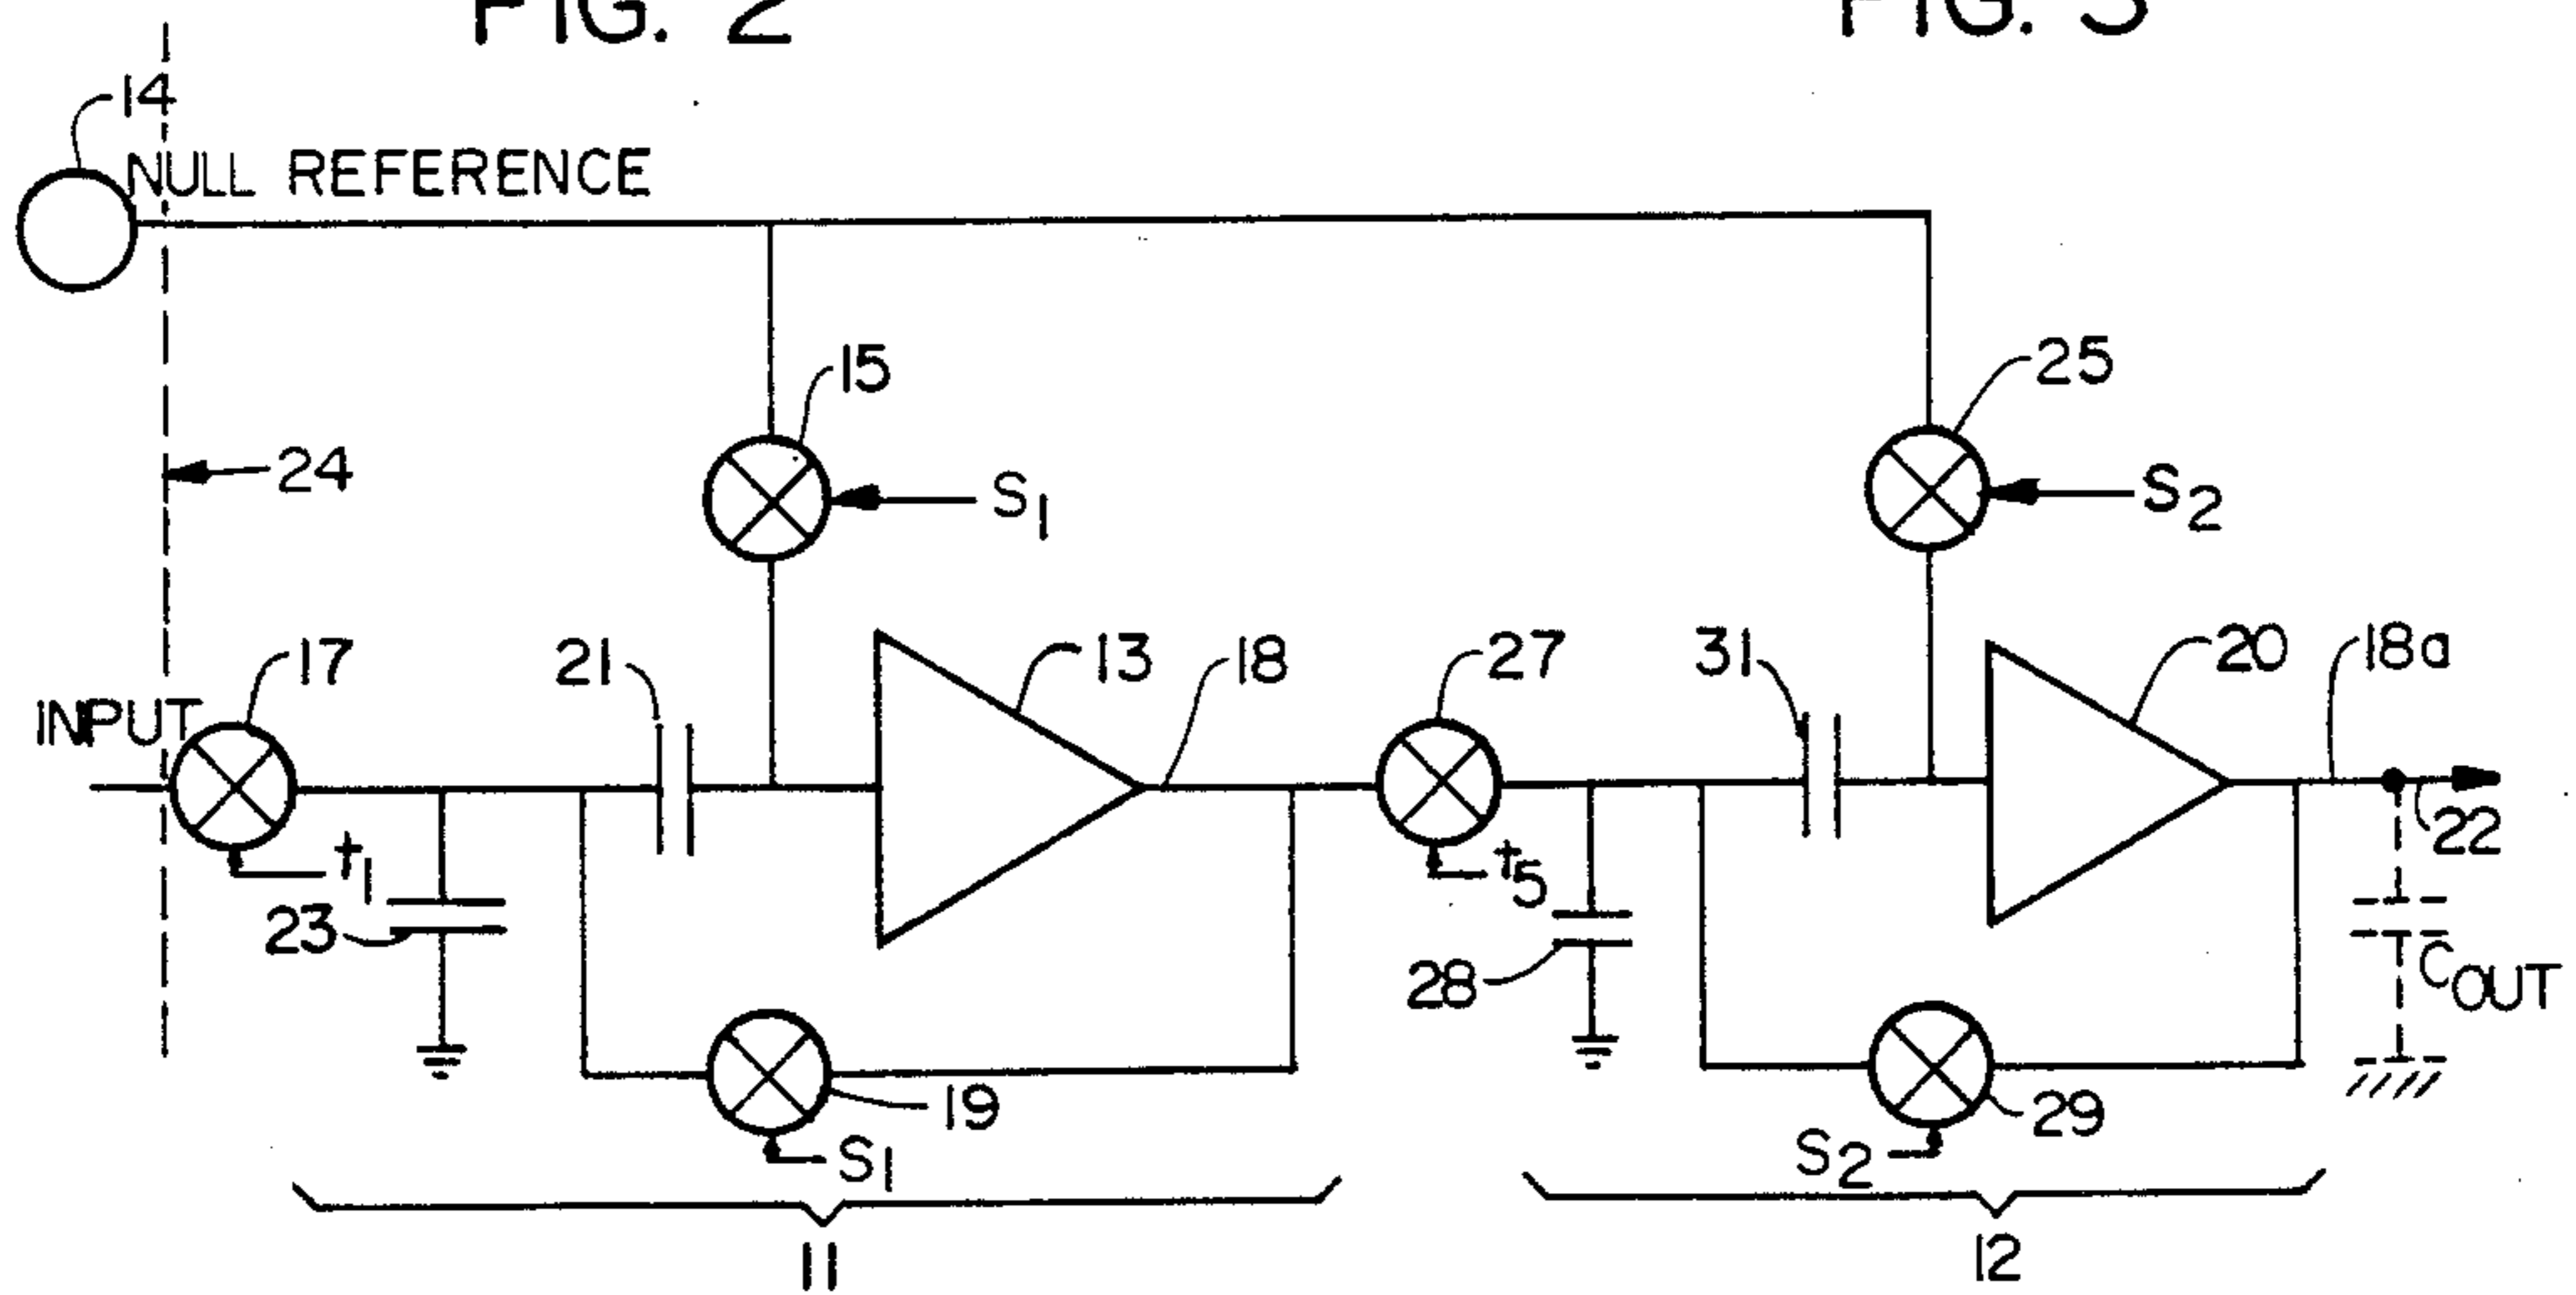 FIG. 2
FIG. 3
14
NULL REFERENCE
15
25
24
S1
S2
17
21
13
18
27
31
20
18a
INPUT
t1
t5
22
23
28
COUT
19
29
S1
S2
11
12